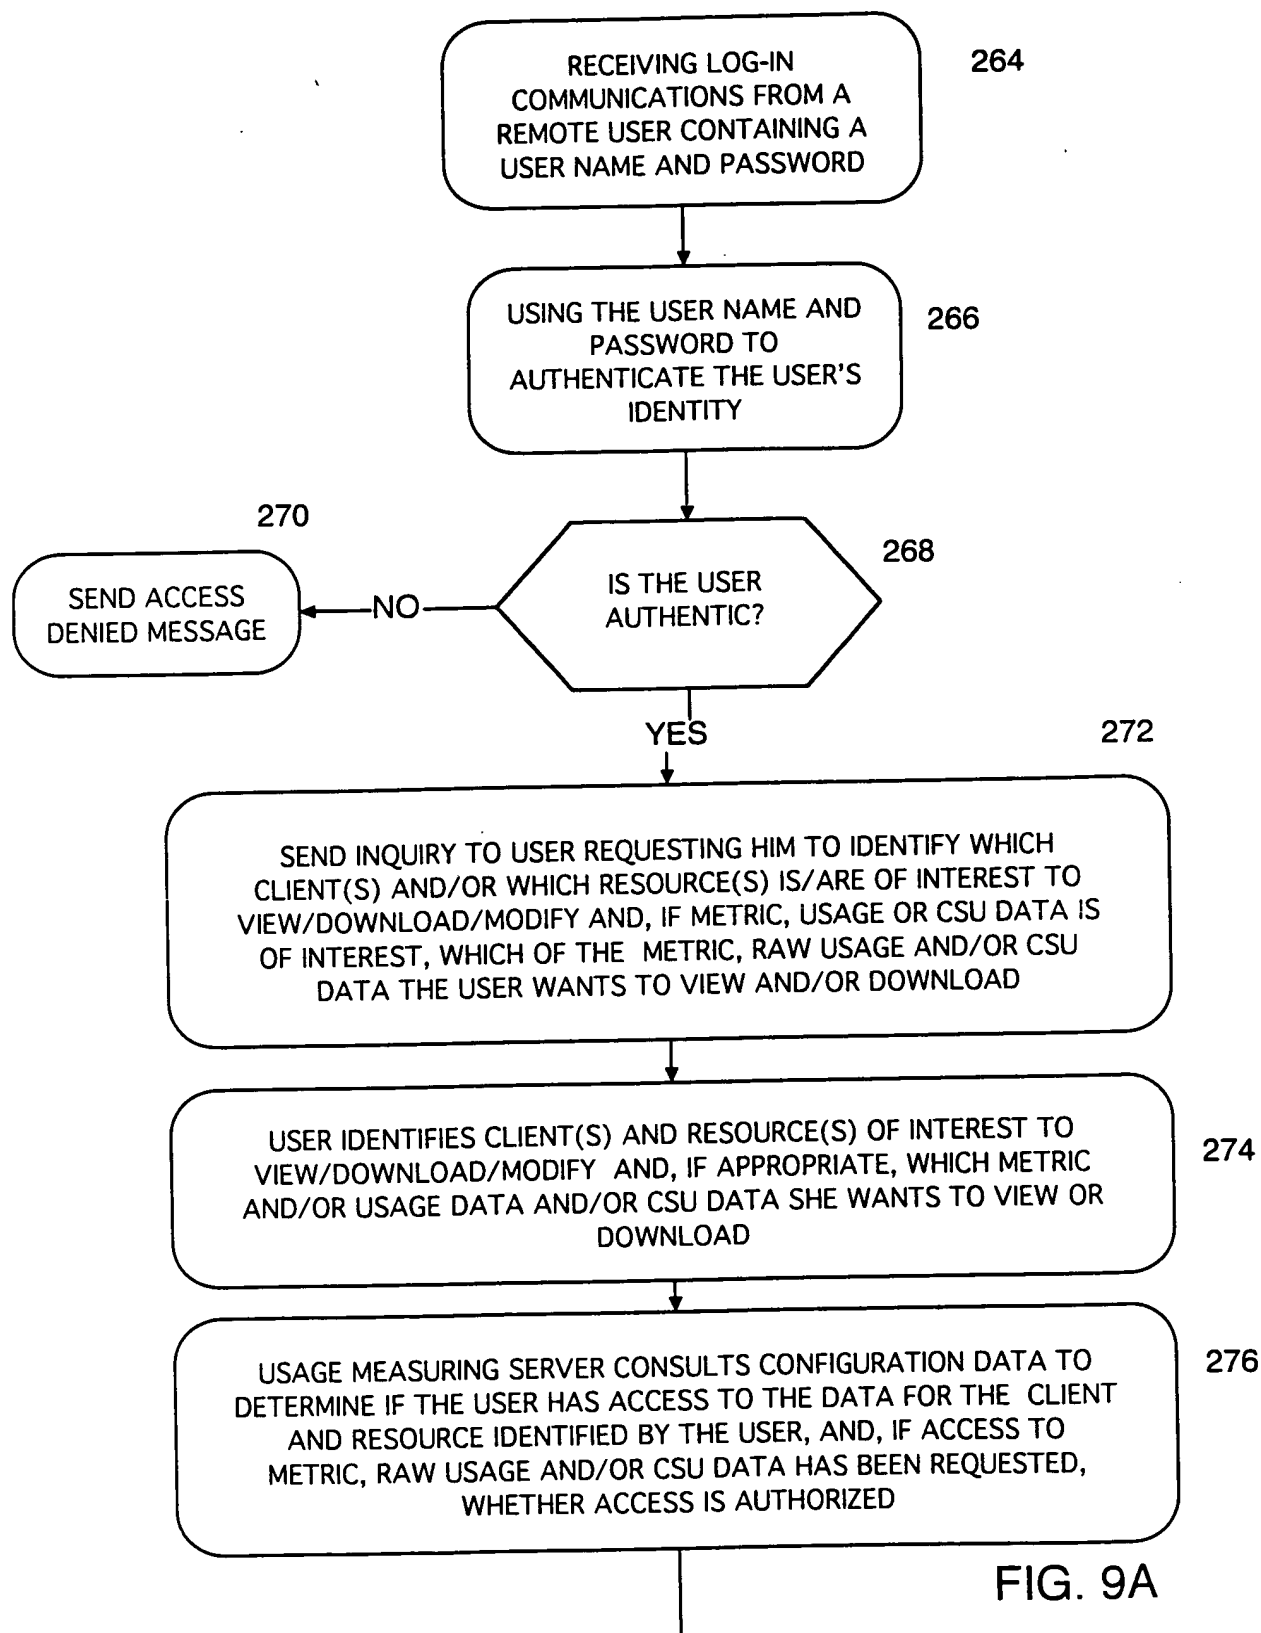 RECEIVING LOG-IN
COMMUNICATIONS FROM A
REMOTE USER CONTAINING A
USER NAME AND PASSWORD
264
USING THE USER NAME AND
PASSWORD TO
AUTHENTICATE THE USER'S
IDENTITY
266
270
268
IS THE USER
AUTHENTIC?
NO
SEND ACCESS
DENIED MESSAGE
YES
272
SEND INQUIRY TO USER REQUESTING HIM TO IDENTIFY WHICH
CLIENT(S) AND/OR WHICH RESOURCE(S) IS/ARE OF INTEREST TO
VIEW/DOWNLOAD/MODIFY AND, IF METRIC, USAGE OR CSU DATA IS
OF INTEREST, WHICH OF THE METRIC, RAW USAGE AND/OR CSU
DATA THE USER WANTS TO VIEW AND/OR DOWNLOAD
USER IDENTIFIES CLIENT(S) AND RESOURCE(S) OF INTEREST TO
VIEW/DOWNLOAD/MODIFY AND, IF APPROPRIATE, WHICH METRIC
AND/OR USAGE DATA AND/OR CSU DATA SHE WANTS TO VIEW OR
DOWNLOAD
274
USAGE MEASURING SERVER CONSULTS CONFIGURATION DATA TO
DETERMINE IF THE USER HAS ACCESS TO THE DATA FOR THE CLIENT
AND RESOURCE IDENTIFIED BY THE USER, AND, IF ACCESS TO
METRIC, RAW USAGE AND/OR CSU DATA HAS BEEN REQUESTED,
WHETHER ACCESS IS AUTHORIZED
276
FIG. 9A